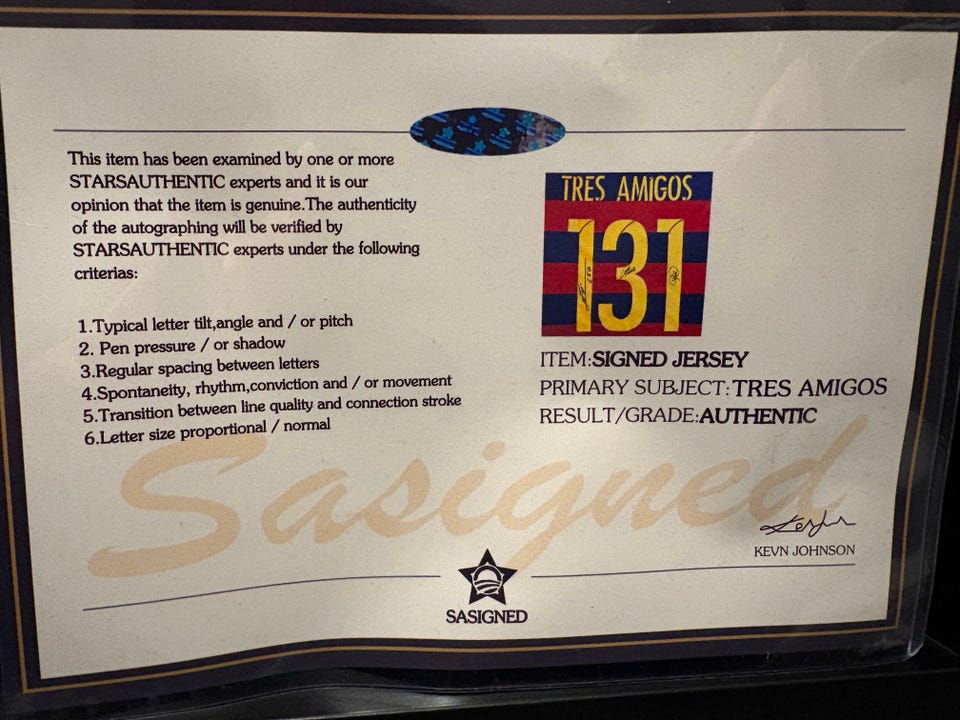 This item has been examined by one or more
STARSAUTHENTIC experts and it is our
opinion that the item is genuine.The authenticity
of the autographing will be verified by
STARSAUTHENTIC experts under the following
criterias:
1.Typical letter tilt,angle and / or pitch
2. Pen pressure / or shadow
3.Regular spacing between letters
4.Spontaneity, rhythm,conviction and / or movement
5.Transition between line quality and connection stroke
6.Letter size proportional / normal
TRES AMIGOS
131
ITEM:SIGNED JERSEY
PRIMARY SUBJECT:TRES AMIGOS
RESULT/GRADE:AUTHENTIC
Sasigned
KEVN JOHNSON
SASIGNED